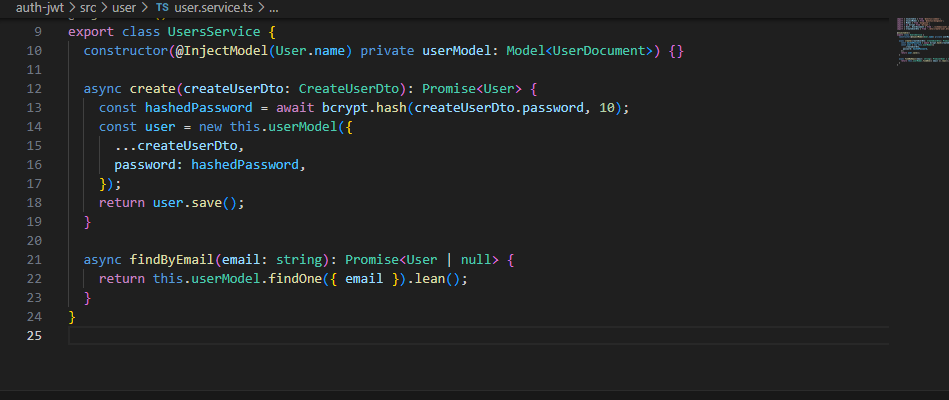 auth-jwt > src > user > TS user.service.ts > ...
9 export class UsersService {
10   constructor(@InjectModel(User.name) private userModel: Model<UserDocument>) {}
11
12   async create(createUserDto: CreateUserDto): Promise<User> {
13     const hashedPassword = await bcrypt.hash(createUserDto.password, 10);
14     const user = new this.userModel({
15       ...createUserDto,
16       password: hashedPassword,
17     });
18     return user.save();
19   }
20
21   async findByEmail(email: string): Promise<User | null> {
22     return this.userModel.findOne({ email }).lean();
23   }
24 }
25